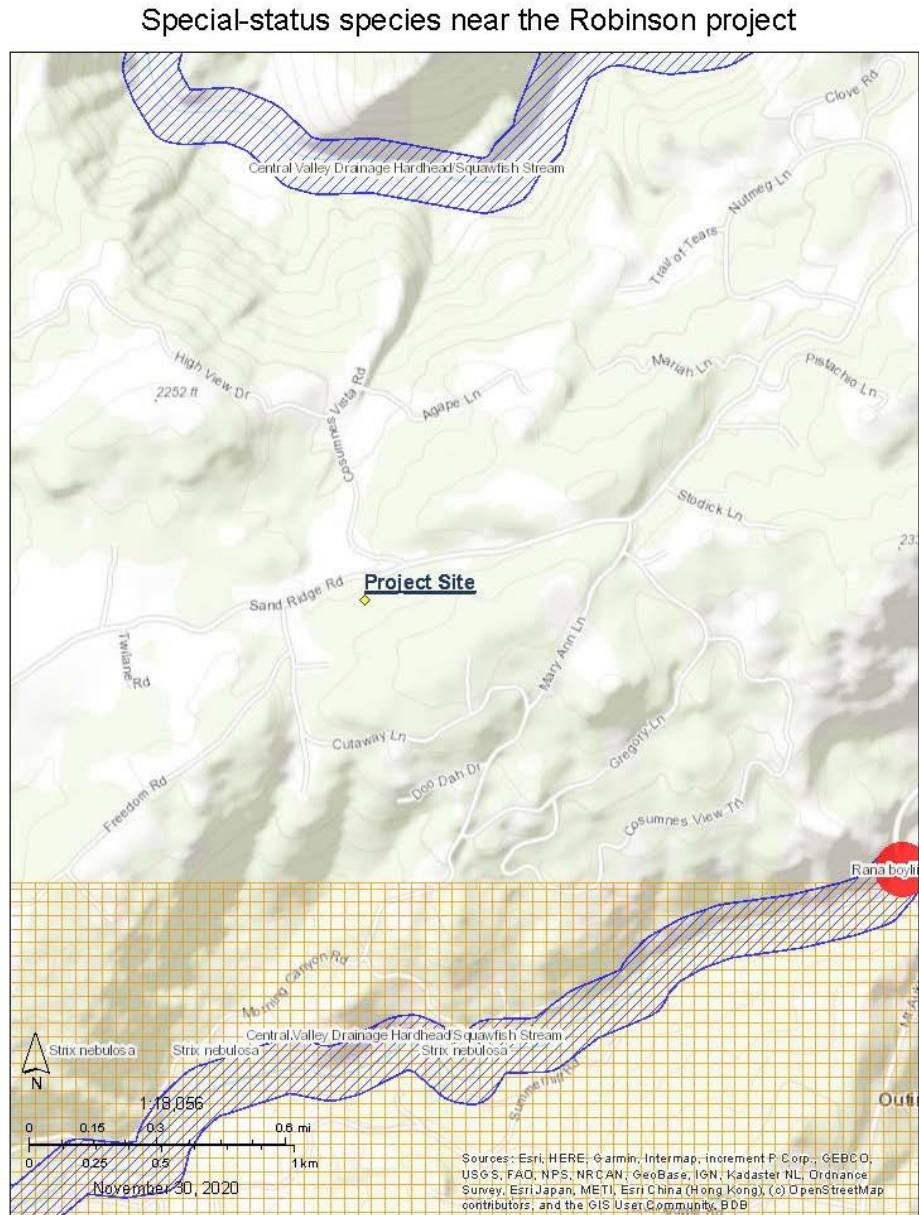 Special-status species near the Robinson project
Clove Rd
Central Valley Drainage Hardhead/Squawfish Stream
Nutmeg Ln
Trail of Tears
High View Dr
2252 ft
Cosumnes Vista Rd
Agape Ln
Mariah Ln
Pistachio Ln
Stodick Ln
233
Project Site
Sand Ridge Rd
Twilane Rd
Mary Ann Ln
Cutaway Ln
Gregory Ln
Doo Dah Dr
Freedom Rd
Cosumnes View Trl
Rana boylii
Morning Canyon Rd
Central Valley Drainage Hardhead/Squawfish Stream
Strix nebulosa
Strix nebulosa
Strix nebulosa
Summerhill Rd
N
1:18,056
0 0.15 0.3 0.6 mi
0 0.25 0.5 1 km
November 30, 2020
Sources: Esri, HERE, Garmin, Intermap, increment P Corp., GEBCO,
USGS, FAO, NPS, NRCAN, GeoBase, IGN, Kadaster NL, Ordnance
Survey, Esri Japan, METI, Esri China (Hong Kong), (c) OpenStreetMap
contributors, and the GIS User Community, BDB